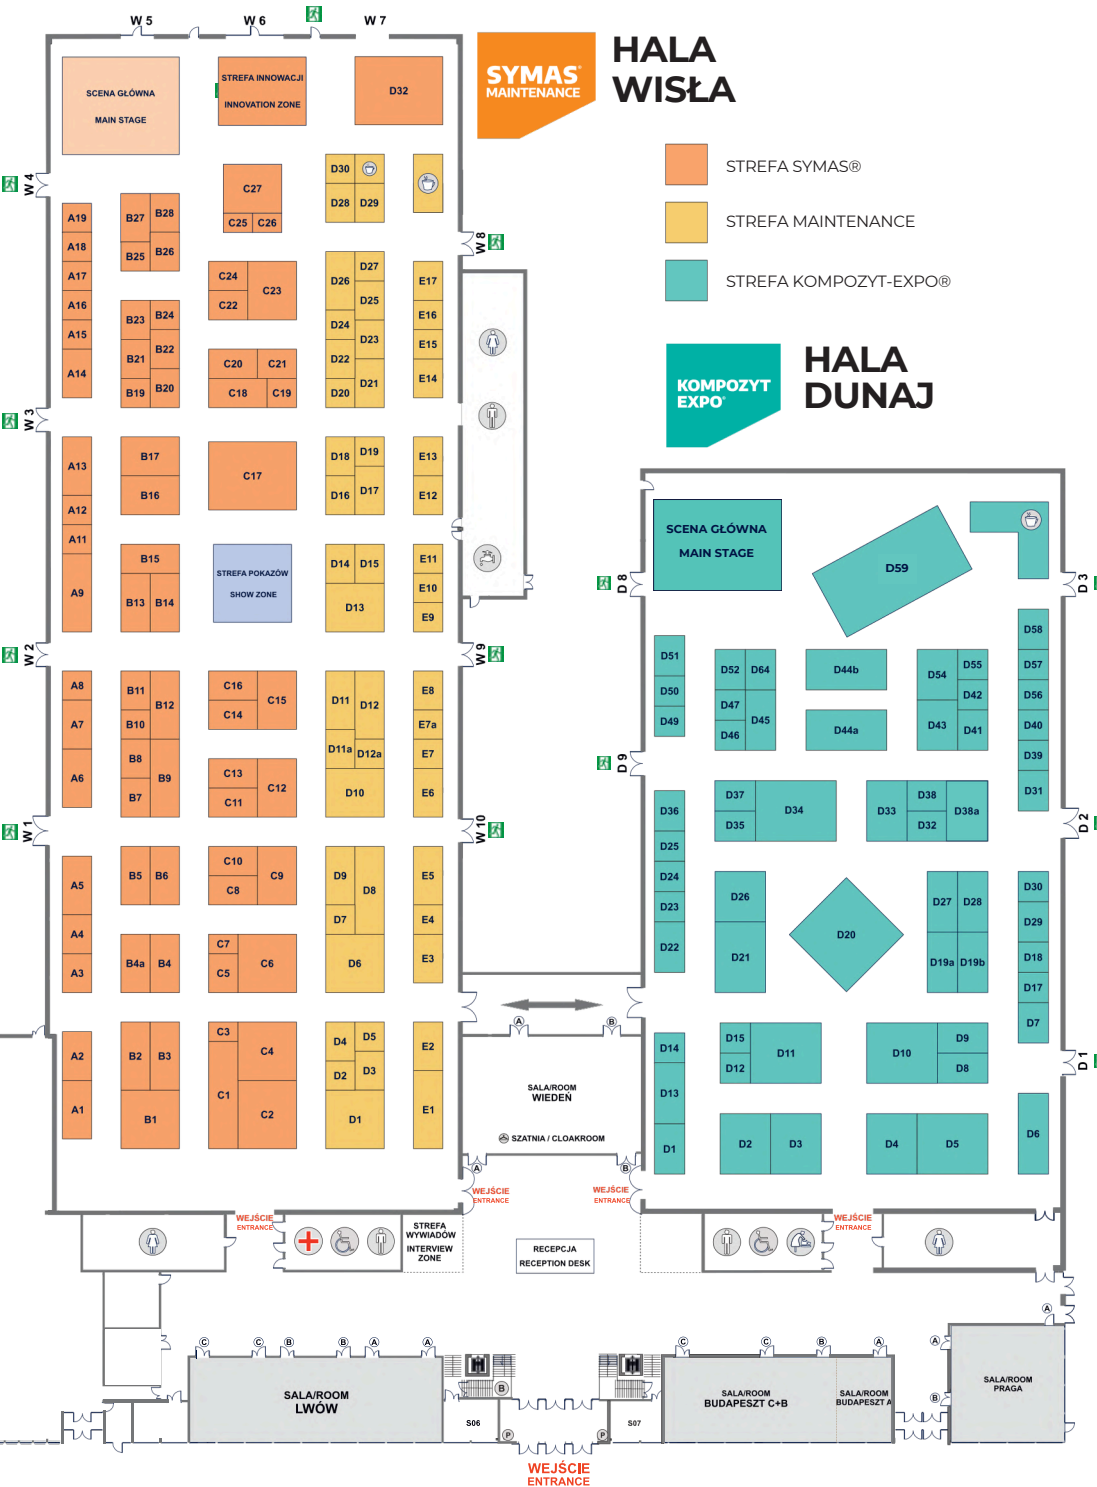 W 5
W 6
W 7
SYMAS®
MAINTENANCE
HALA
WISŁA
SCENA GŁÓWNA
MAIN STAGE
STREFA INNOWACJI
INNOVATION ZONE
D32
STREFA SYMAS®
STREFA MAINTENANCE
STREFA KOMPOZYT-EXPO®
KOMPOZYT
EXPO®
HALA
DUNAJ
W 4
W 3
W 2
W 1
W 8
W 9
W 10
A19
A18
A17
A16
A15
A14
A13
A12
A11
A9
A8
A7
A6
A5
A4
A3
A2
A1
B27
B28
B25
B26
B23
B24
B21
B22
B19
B20
B17
B16
B15
B13
B14
B11
B12
B10
B8
B9
B7
B5
B6
B4a
B4
B2
B3
B1
C27
C25
C26
C24
C23
C22
C20
C21
C18
C19
C17
STREFA POKAZÓW
SHOW ZONE
C16
C15
C14
C13
C12
C11
C10
C9
C8
C7
C6
C5
C3
C4
C1
C2
D30
D28
D29
D27
D26
D25
D24
D23
D22
D21
D20
D19
D18
D17
D16
D14
D15
D13
D11
D12
D11a
D12a
D10
D9
D8
D7
D6
D5
D4
D3
D2
D1
E17
E16
E15
E14
E13
E12
E11
E10
E9
E8
E7a
E7
E6
E5
E4
E3
E2
E1
SCENA GŁÓWNA
MAIN STAGE
D59
D 8
D 9
D 3
D 2
D 1
D51
D50
D49
D52
D64
D47
D45
D46
D44b
D44a
D54
D55
D42
D43
D41
D58
D57
D56
D40
D39
D31
D36
D25
D24
D23
D22
D37
D34
D35
D33
D38
D38a
D32
D26
D21
D20
D27
D28
D19a
D19b
D30
D29
D18
D17
D7
D14
D13
D1
D15
D11
D12
D10
D9
D8
D2
D3
D4
D5
D6
A
B
SALA/ROOM
WIEDEŃ
SZATNIA / CLOAKROOM
A
B
WEJŚCIE
ENTRANCE
WEJŚCIE
ENTRANCE
WEJŚCIE
ENTRANCE
WEJŚCIE
ENTRANCE
STREFA
WYWIADÓW
INTERVIEW
ZONE
RECEPCJA
RECEPTION DESK
C
C
B
B
A
A
C
C
B
A
A
A
B
SALA/ROOM
LWÓW
B
S06
S07
P
P
SALA/ROOM
BUDAPESZT C+B
SALA/ROOM
BUDAPESZT A
SALA/ROOM
PRAGA
WEJŚCIE
ENTRANCE